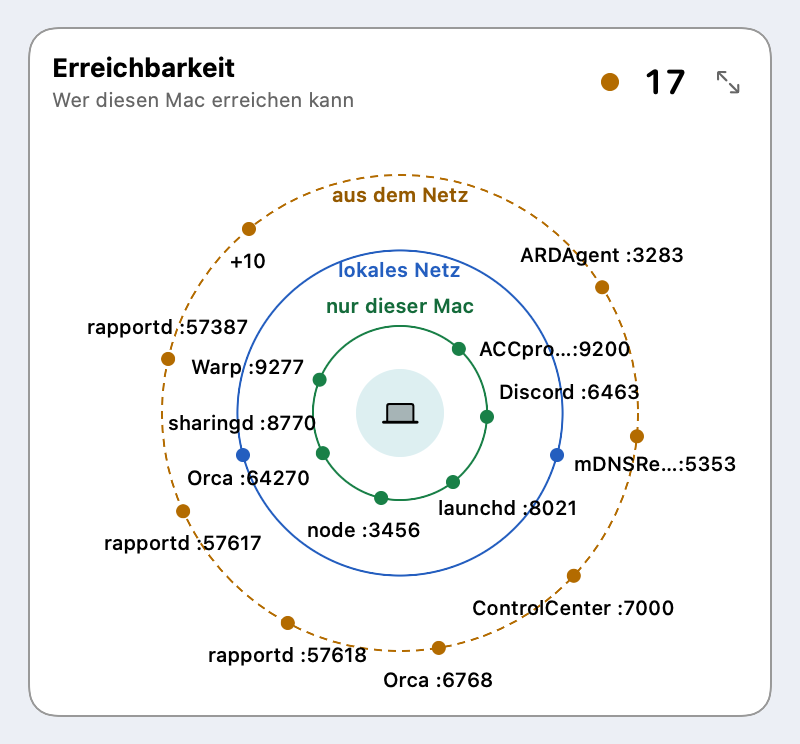 Erreichbarkeit
17
Wer diesen Mac erreichen kann
aus dem Netz
+10
ARDAgent :3283
lokales Netz
nur dieser Mac
rapportd :57387
ACCpro...:9200
Warp :9277
Discord :6463
sharingd :8770
mDNSRe...:5353
Orca :64270
launchd :8021
node :3456
rapportd :57617
ControlCenter :7000
rapportd :57618
Orca :6768